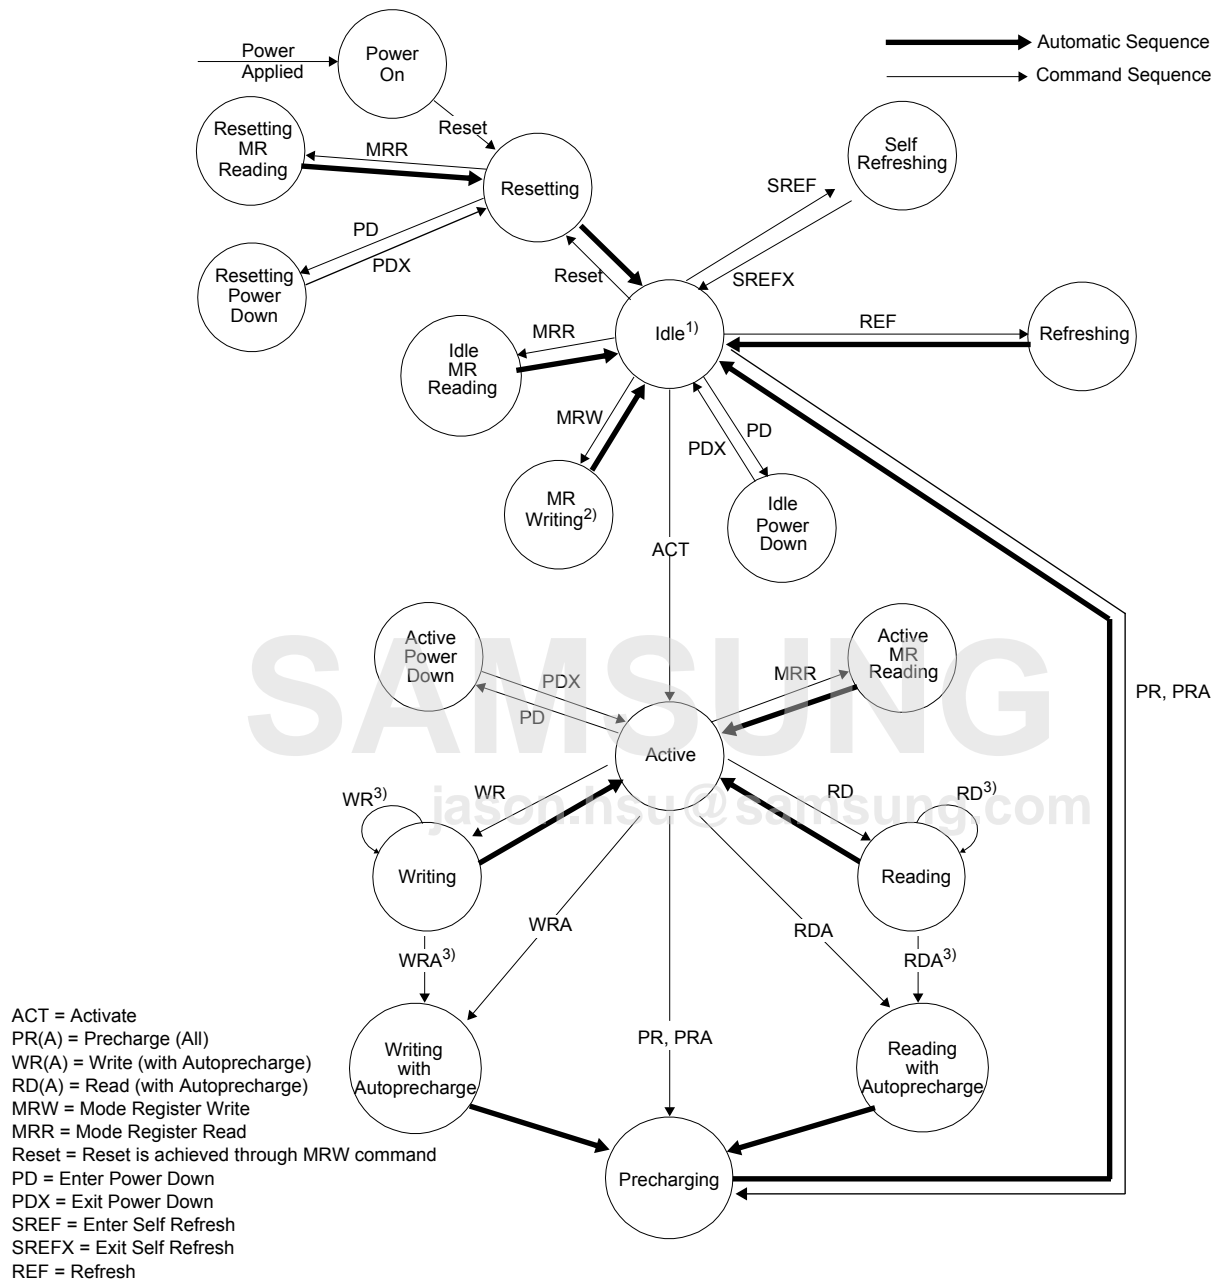 Power
Applied
Power
On
Automatic Sequence
Command Sequence
Reset
Resetting
MR
Reading
MRR
Resetting
Self
Refreshing
SREF
PD
PDX
Resetting
Power
Down
Reset
SREFX
Idle1)
REF
Refreshing
MRR
Idle
MR
Reading
MRW
PD
PDX
MR
Writing2)
Idle
Power
Down
ACT
SAMSUNG
jason.hsu@samsung.com
Active
Power
Down
PDX
PD
Active
MR
Reading
MRR
PR, PRA
Active
WR3)
WR
RD
RD3)
Writing
Reading
WRA
RDA
WRA3)
RDA3)
Writing
with
Autoprecharge
PR, PRA
Reading
with
Autoprecharge
Precharging
ACT = Activate
PR(A) = Precharge (All)
WR(A) = Write (with Autoprecharge)
RD(A) = Read (with Autoprecharge)
MRW = Mode Register Write
MRR = Mode Register Read
Reset = Reset is achieved through MRW command
PD = Enter Power Down
PDX = Exit Power Down
SREF = Enter Self Refresh
SREFX = Exit Self Refresh
REF = Refresh